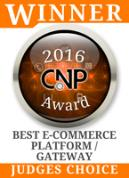 WINNER
2016
CNP
Award
BEST E-COMMERCE
PLATFORM /
GATEWAY
JUDGES CHOICE